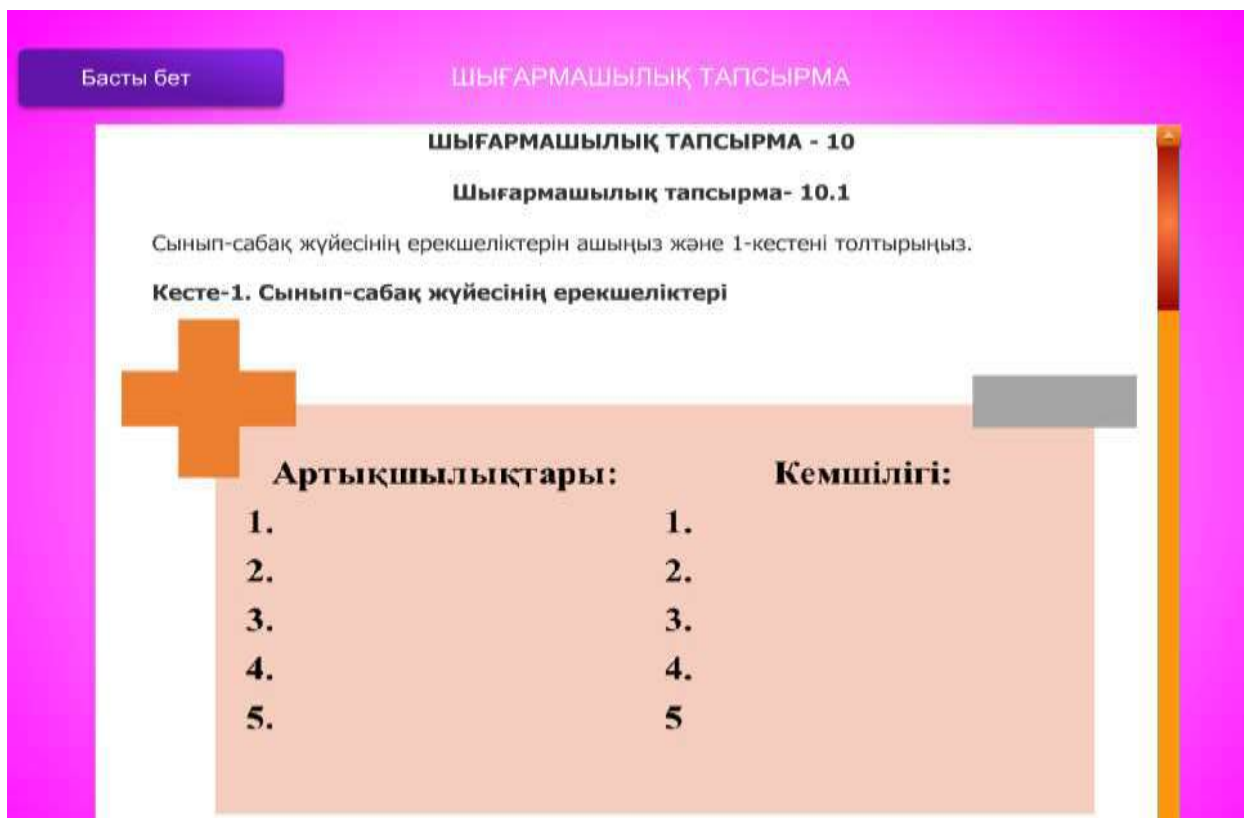 Басты бет
ШЫҒАРМАШЫЛЫҚ ТАПСЫРМА
ШЫҒАРМАШЫЛЫҚ ТАПСЫРМА - 10
Шығармашылық тапсырма- 10.1
Сынып-сабақ жүйесінің ерекшеліктерін ашыңыз және 1-кестені толтырыңыз.
Кесте-1. Сынып-сабақ жүйесінің ерекшеліктері
Артықшылықтары:
1.
2.
3.
4.
5.
Кемшілігі:
1.
2.
3.
4.
5